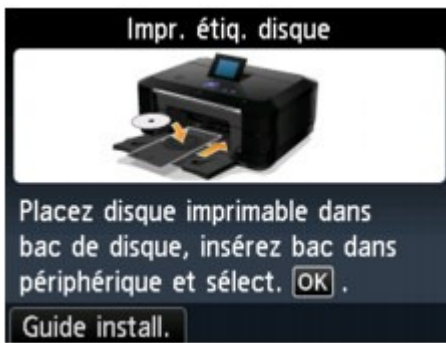 Impr. étiq. disque
Placez disque imprimable dans
bac de disque, insérez bac dans
périphérique et sélect. OK .
Guide install.